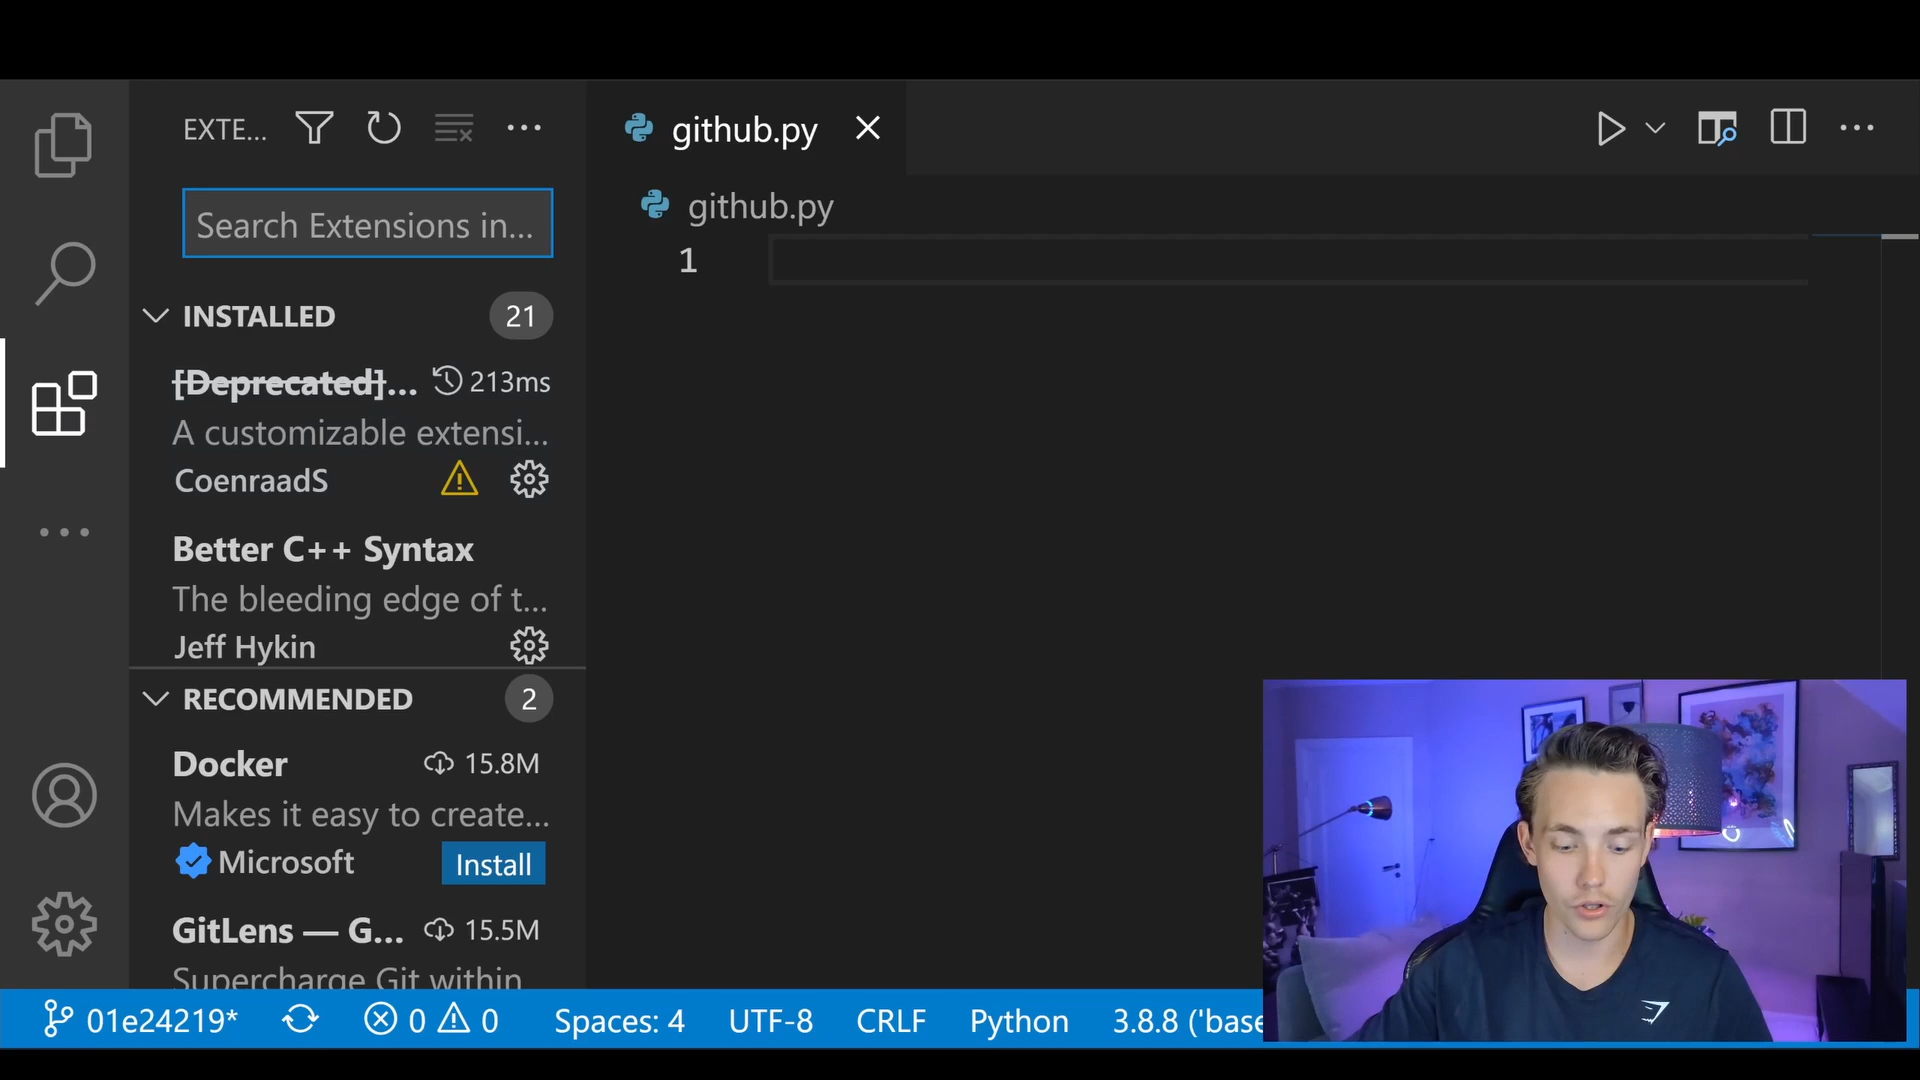 EXTE...
Search Extensions in...
INSTALLED 21
[Deprecated]... 213ms
A customizable extensi...
CoenraadS
Better C++ Syntax
The bleeding edge of t...
Jeff Hykin
RECOMMENDED 2
Docker 15.8M
Makes it easy to create...
Microsoft Install
GitLens — G... 15.5M
Supercharge Git within
github.py
github.py
1
01e24219* 0 0 Spaces: 4 UTF-8 CRLF Python 3.8.8 ('base